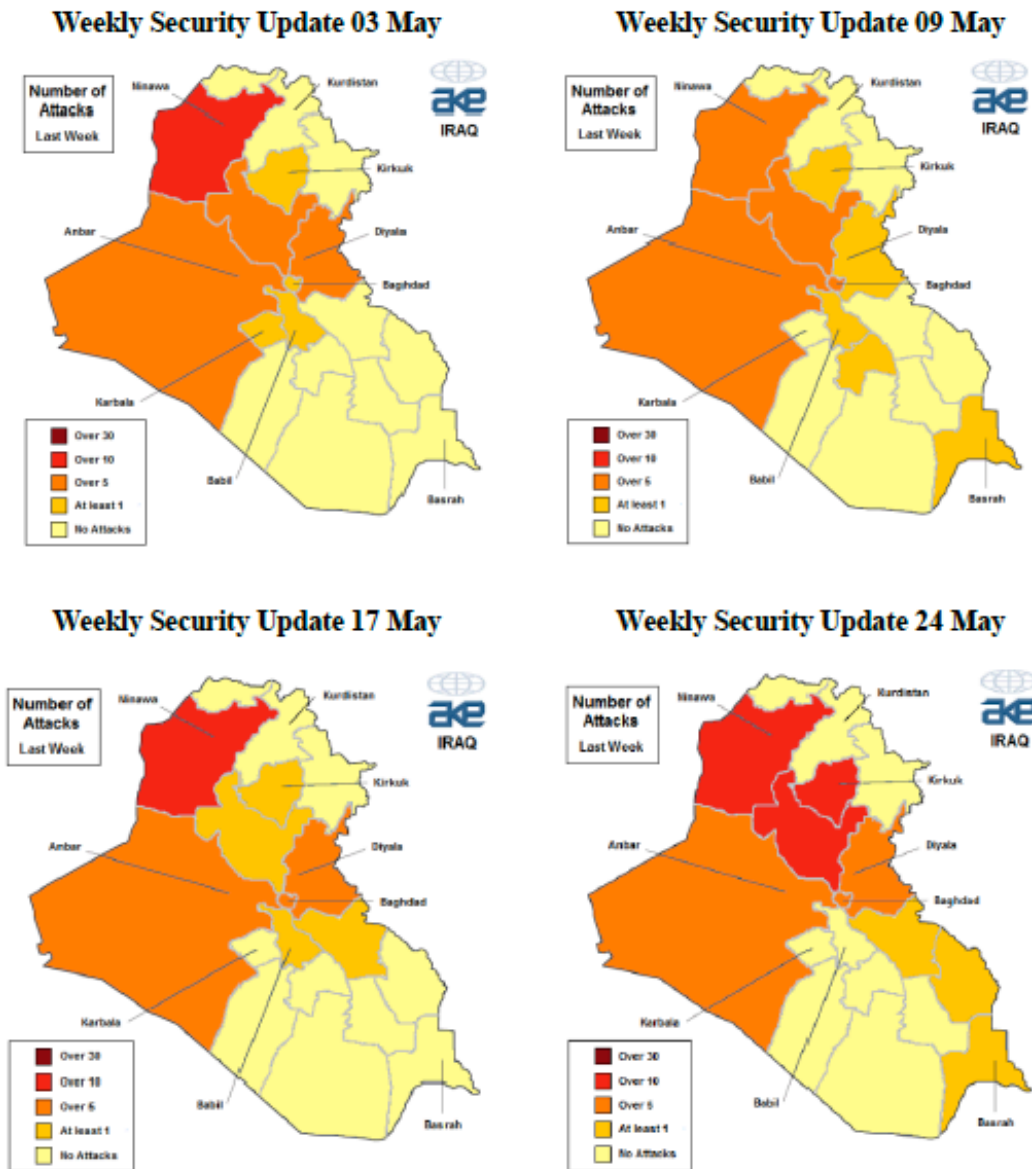 Weekly Security Update 03 May
Number of
Attacks
Last Week
Ninawa
Kurdistan
ake
IRAQ
Kirkuk
Anbar
Diyala
Baghdad
Karbala
Babil
Basrah
Over 30
Over 10
Over 5
At least 1
No Attacks
Weekly Security Update 09 May
Number of
Attacks
Last Week
Ninawa
Kurdistan
ake
IRAQ
Kirkuk
Anbar
Diyala
Baghdad
Karbala
Babil
Basrah
Over 30
Over 10
Over 5
At least 1
No Attacks
Weekly Security Update 17 May
Number of
Attacks
Last Week
Ninawa
Kurdistan
ake
IRAQ
Kirkuk
Anbar
Diyala
Baghdad
Karbala
Babil
Basrah
Over 30
Over 10
Over 5
At least 1
No Attacks
Weekly Security Update 24 May
Number of
Attacks
Last Week
Ninawa
Kurdistan
ake
IRAQ
Kirkuk
Anbar
Diyala
Baghdad
Karbala
Babil
Basrah
Over 30
Over 10
Over 5
At least 1
No Attacks